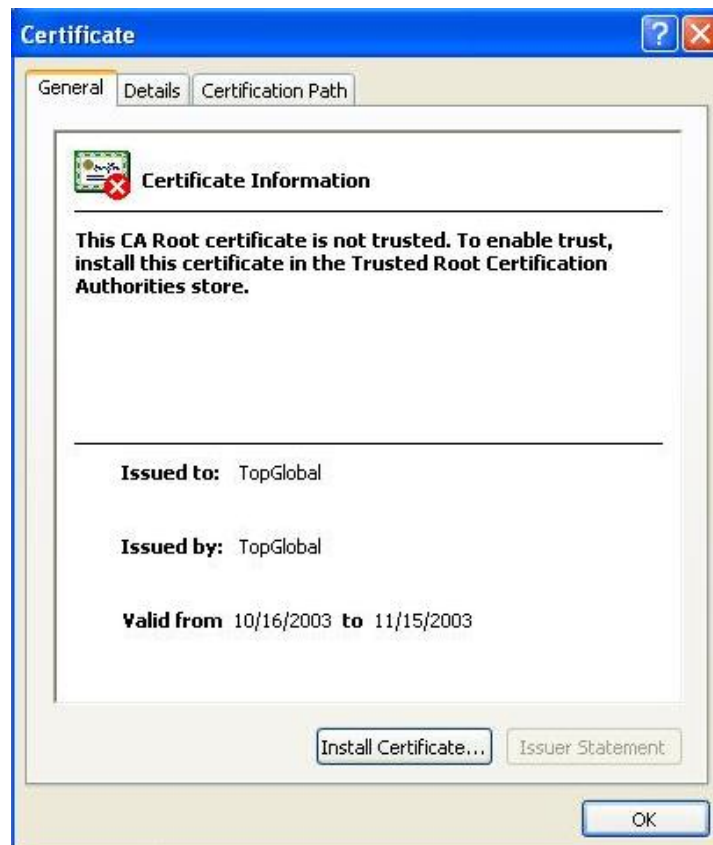 Certificate
General Details Certification Path
Certificate Information
This CA Root certificate is not trusted. To enable trust,
install this certificate in the Trusted Root Certification
Authorities store.
Issued to: TopGlobal
Issued by: TopGlobal
Valid from 10/16/2003 to 11/15/2003
Install Certificate... Issuer Statement
OK